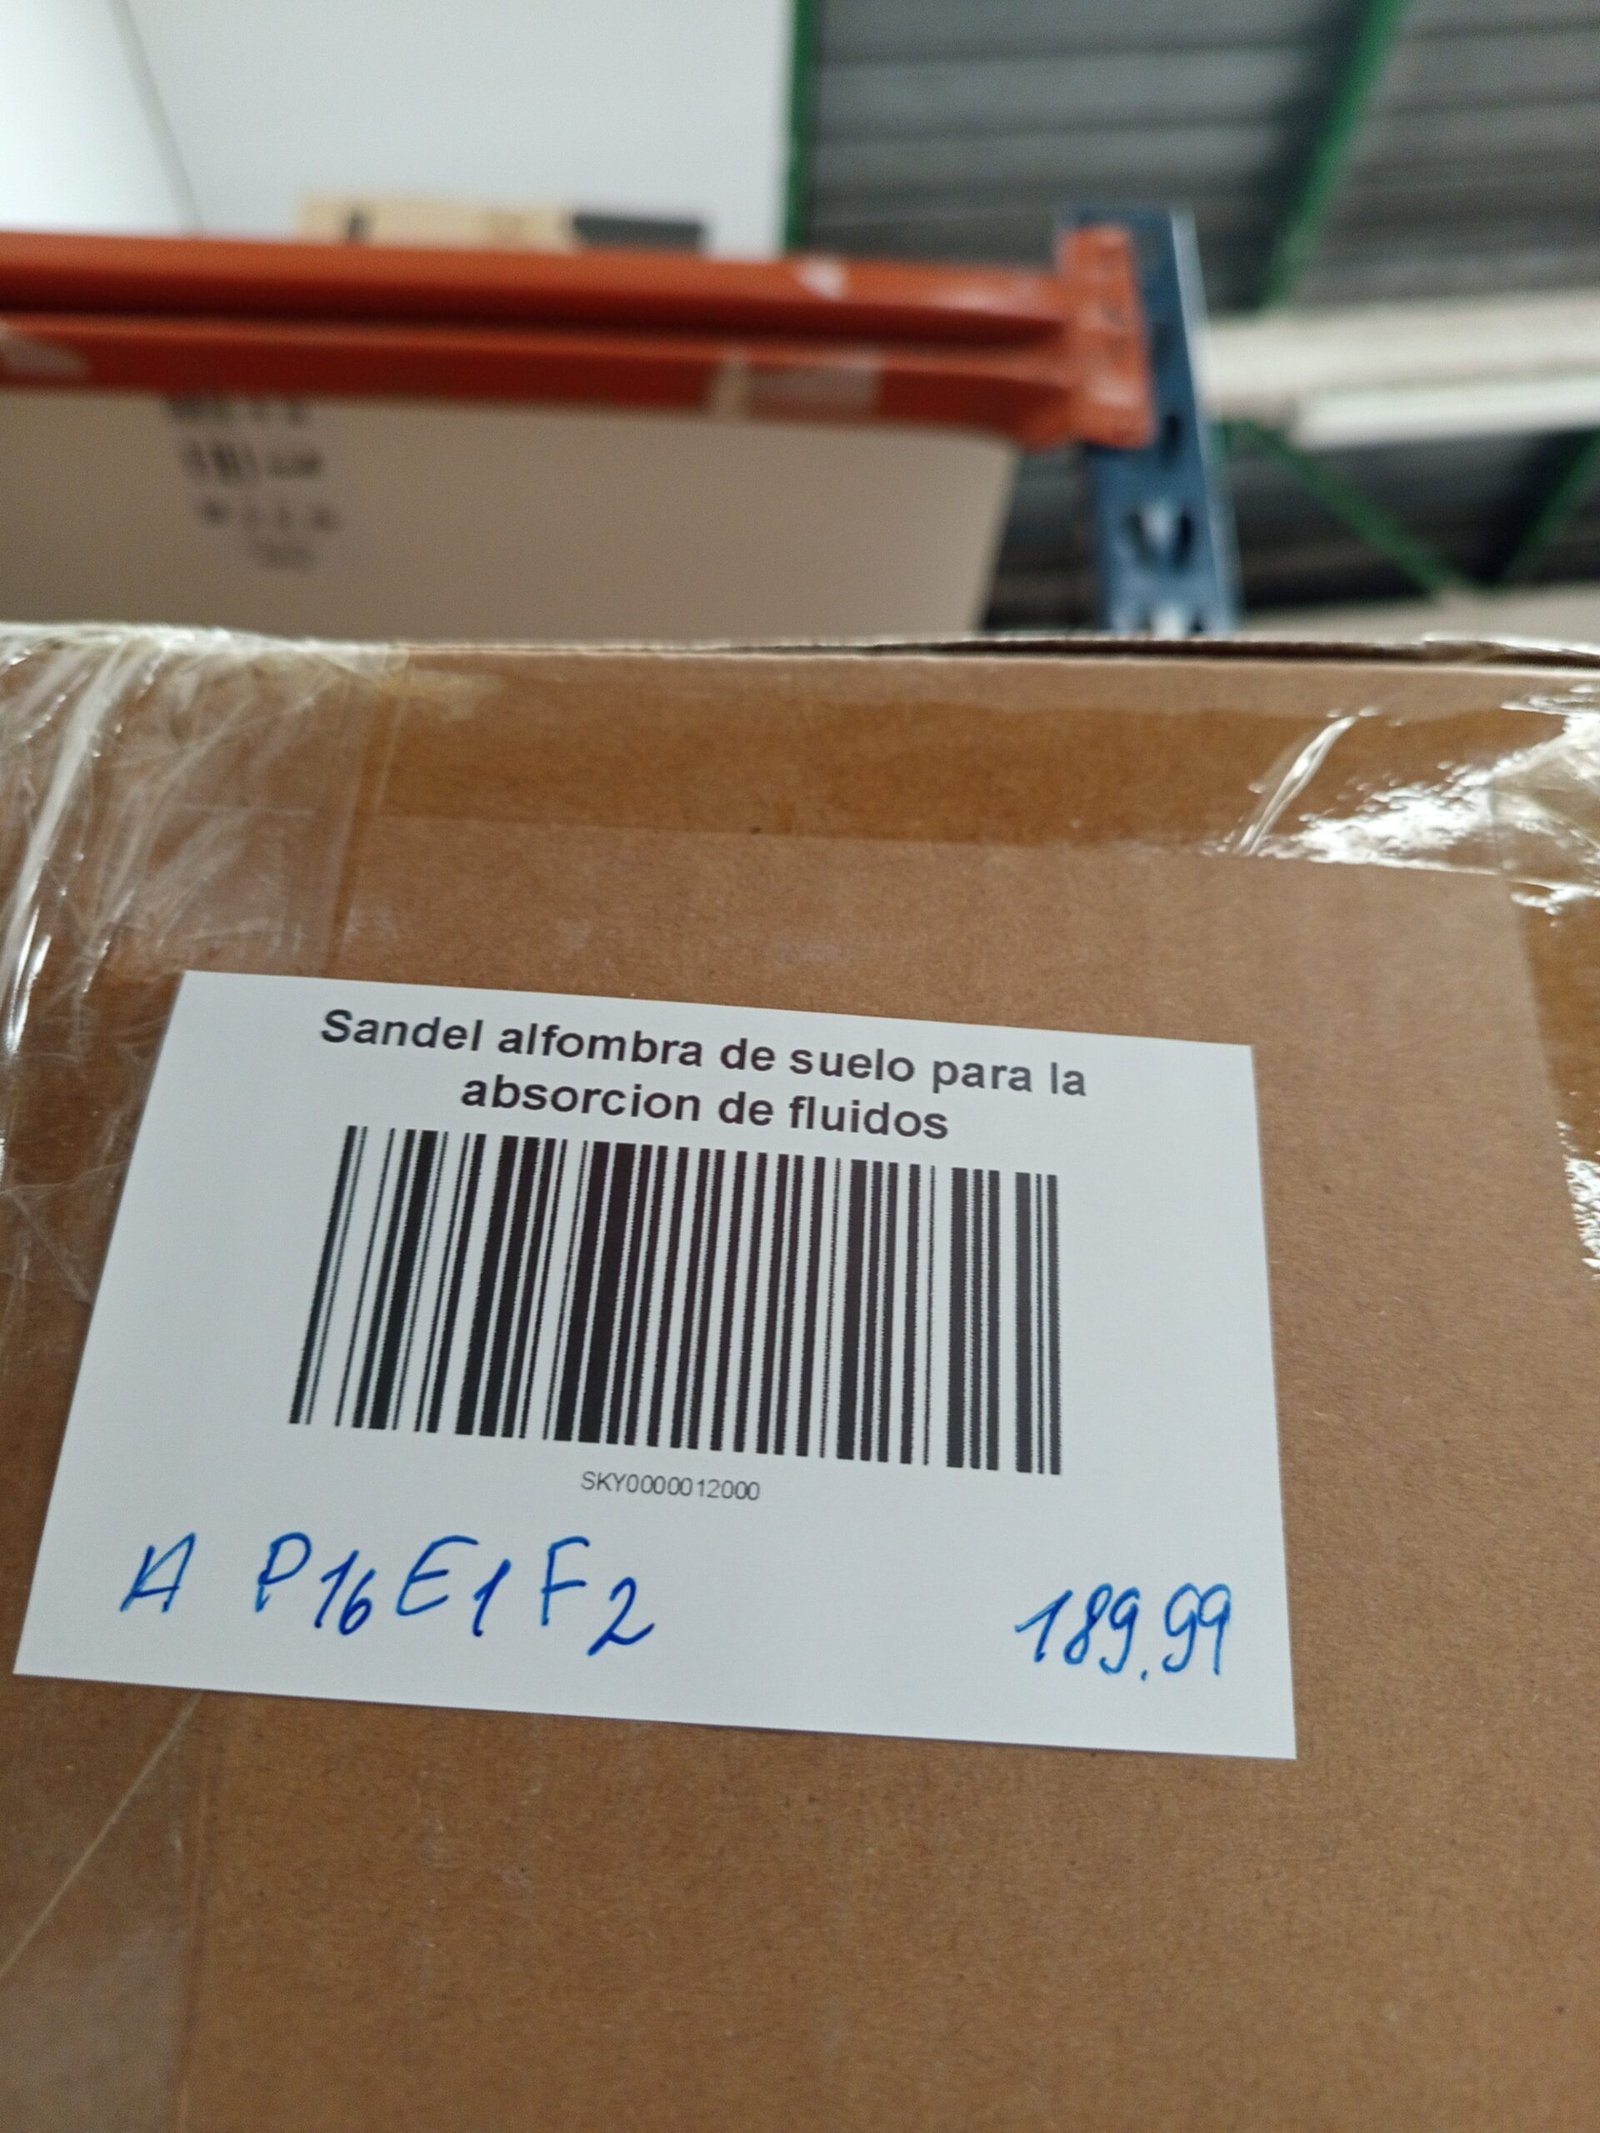 Sandel alfombra de suelo para la
absorcion de fluidos
SKY0000012000
A P16E1F2 189.99